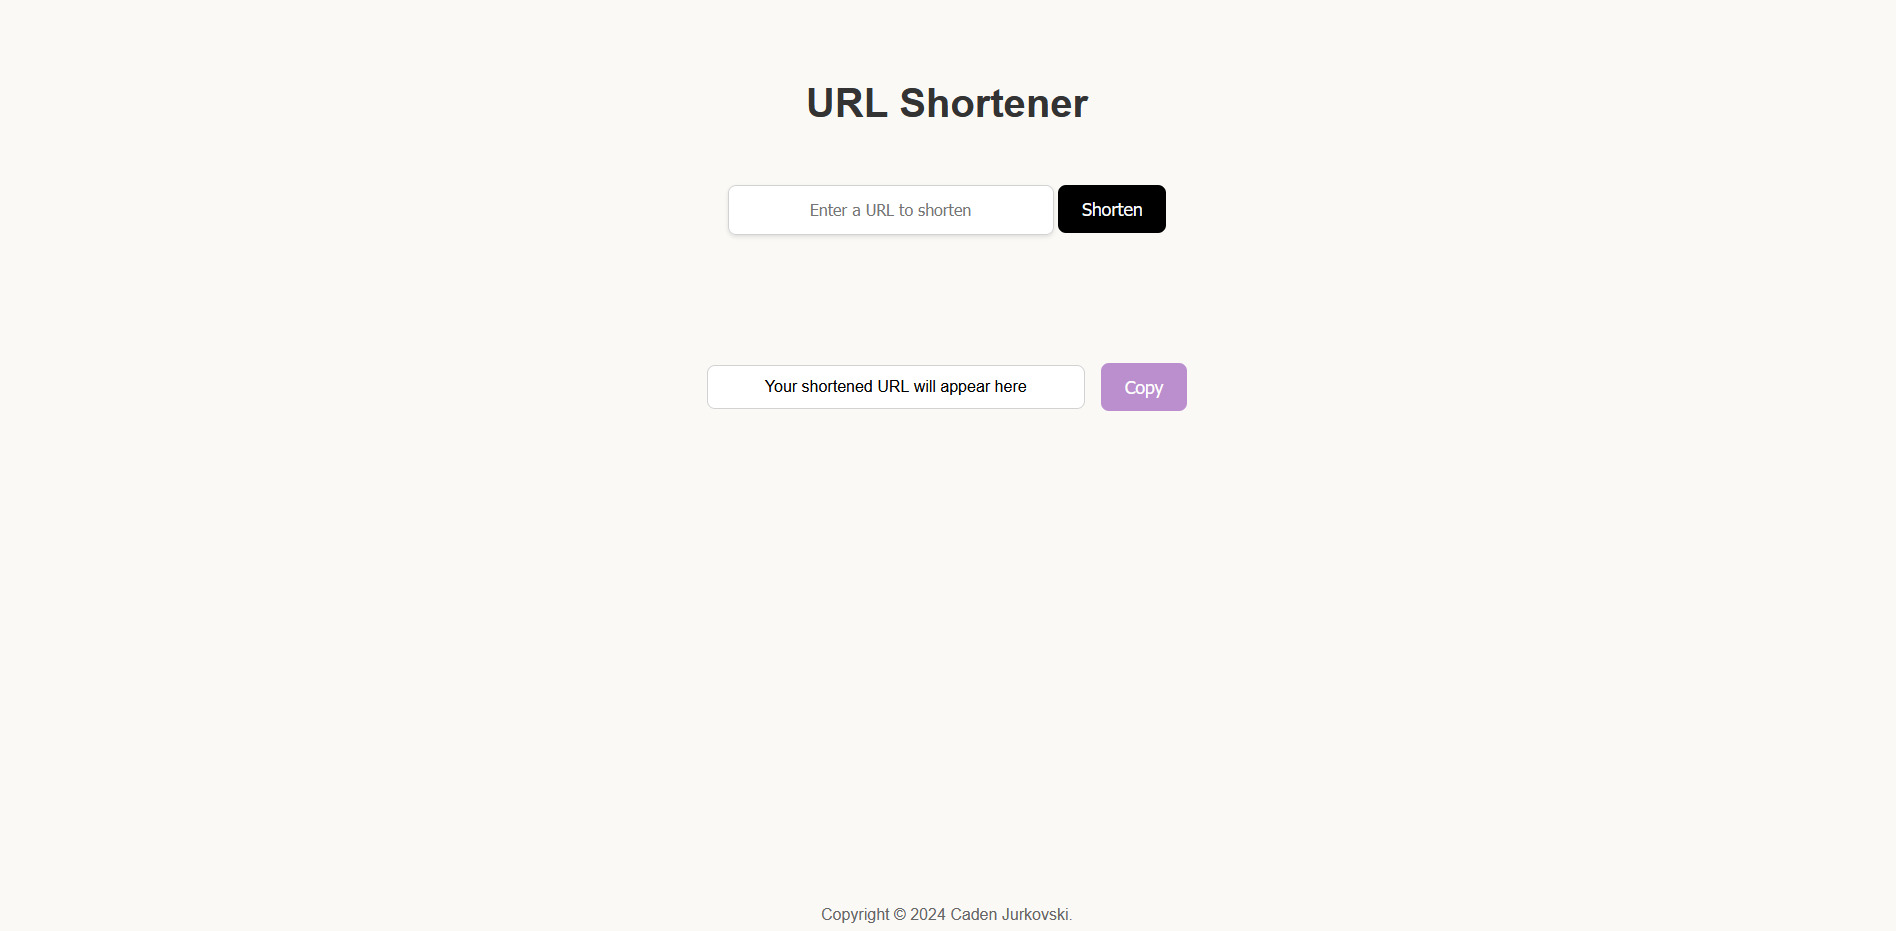 URL Shortener
Enter a URL to shorten
Shorten
Your shortened URL will appear here
Copy
Copyright © 2024 Caden Jurkovski.